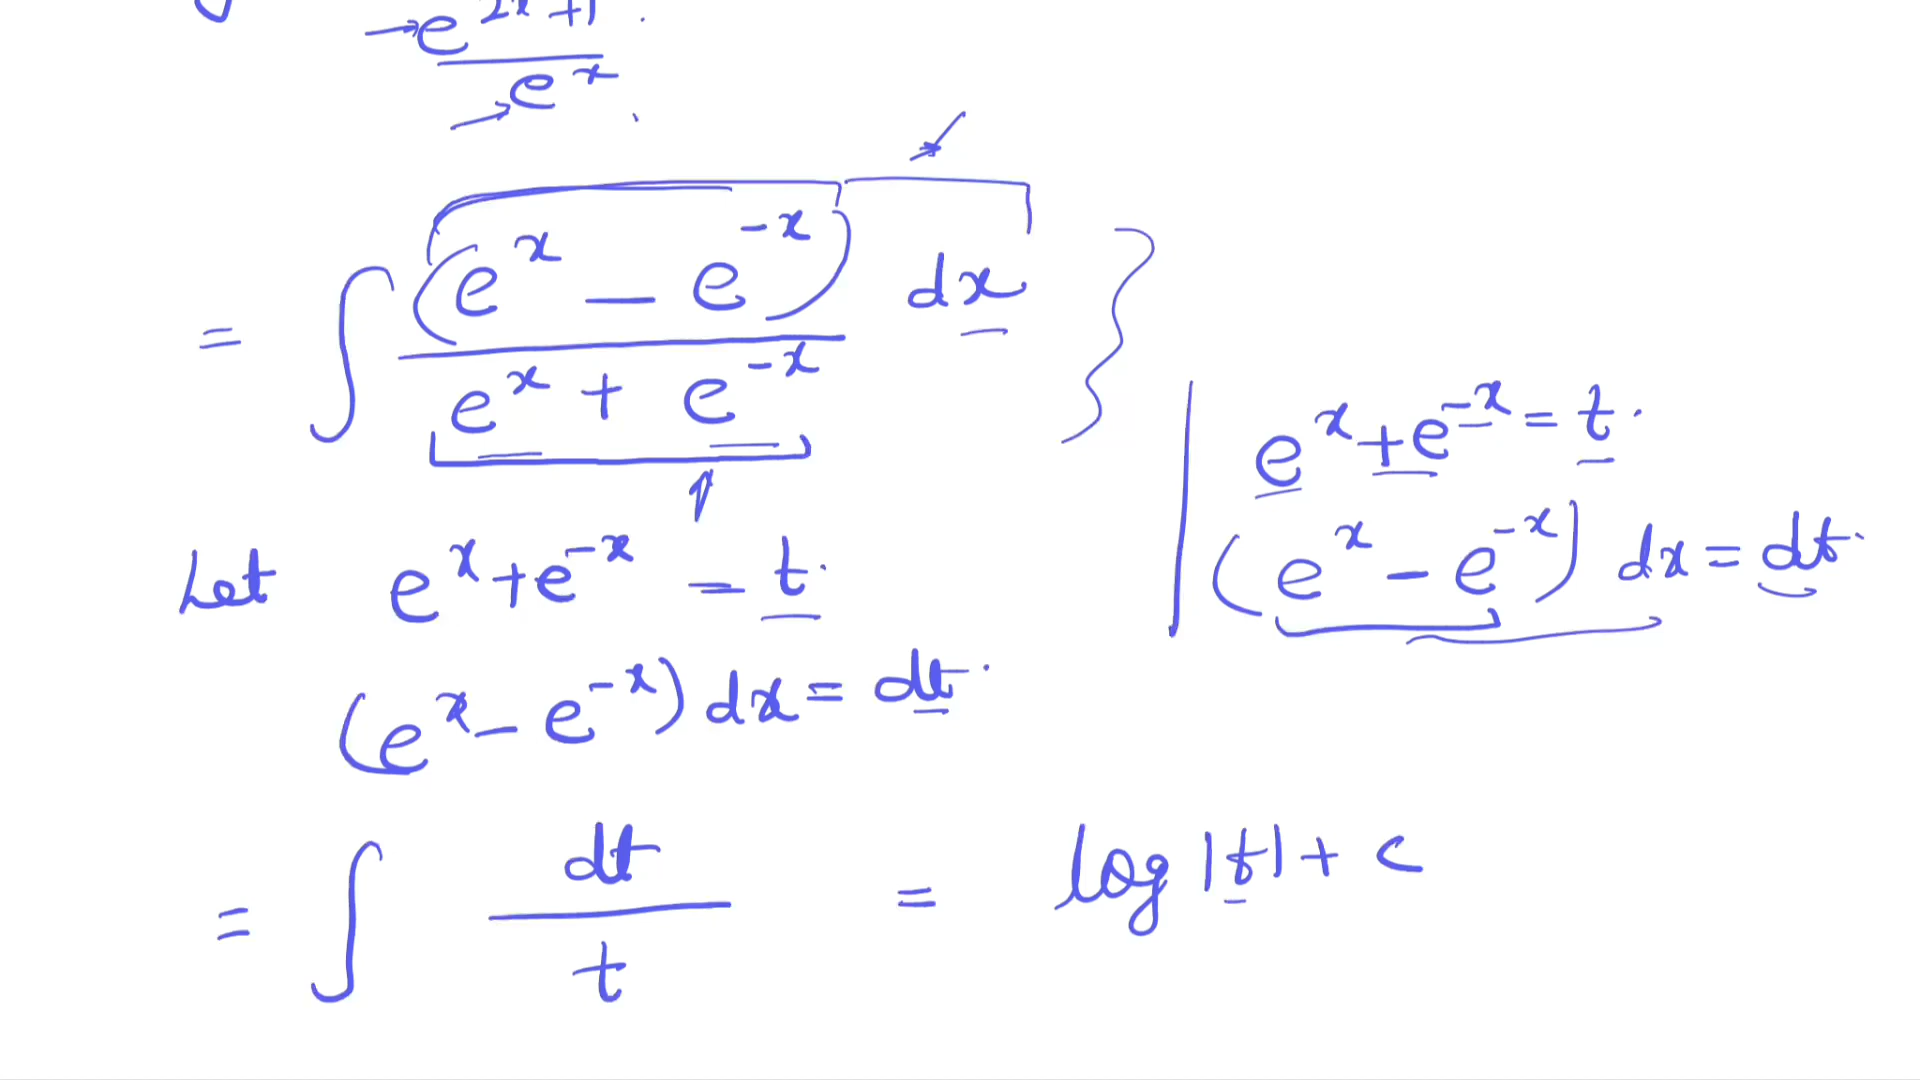 e^{2x}+1
e^x
= ∫ (e^x - e^{-x}) dx
e^x + e^{-x}
Let e^x + e^{-x} = t.
(e^x - e^{-x}) dx = dt.
e^x + e^{-x} = t.
(e^x - e^{-x}) dx = dt.
= ∫ dt/t = log |t| + c